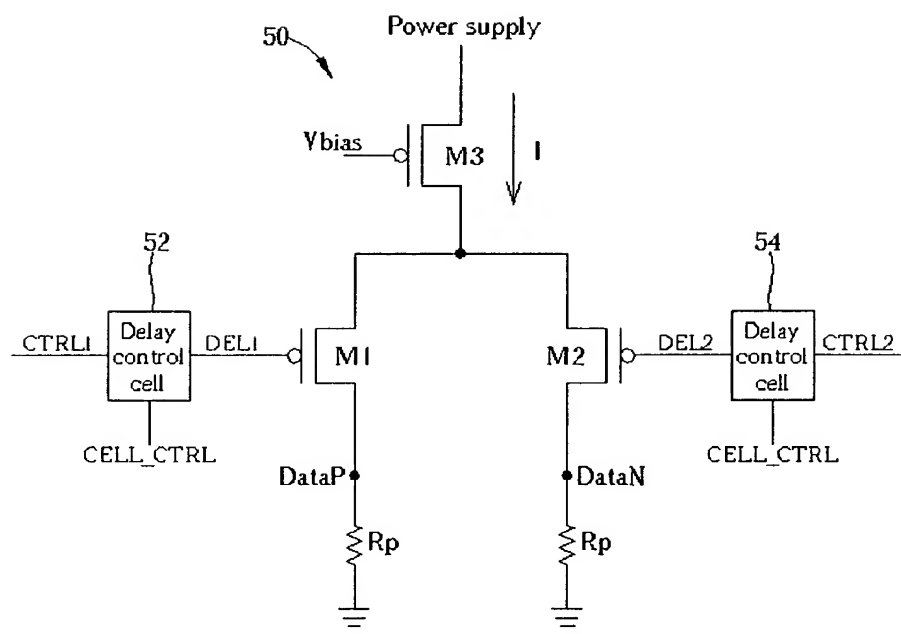 Power supply
50
Vbias
M3
I
52
54
CTRL1
Delay
control
cell
DEL1
M1
M2
DEL2
Delay
control
cell
CTRL2
CELL_CTRL
CELL_CTRL
DataP
DataN
Rp
Rp